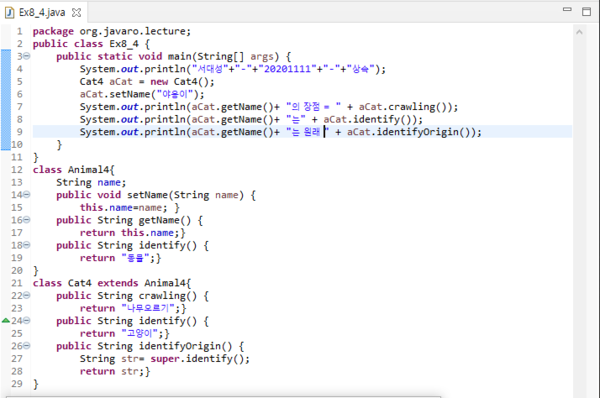 Ex8_4.java
1 package org.javaro.lecture;
2 public class Ex8_4 {
3 public static void main(String[] args) {
4 System.out.println("서대성"+"-"+"20201111"+"-"+"상속");
5 Cat4 aCat = new Cat4();
6 aCat.setName("야옹이");
7 System.out.println(aCat.getName()+ "의 장점 = " + aCat.crawling());
8 System.out.println(aCat.getName()+ "는" + aCat.identify());
9 System.out.println(aCat.getName()+ "는 원래 " + aCat.identifyOrigin());
10 }
11 }
12 class Animal4{
13 String name;
14 public void setName(String name) {
15 this.name=name; }
16 public String getName() {
17 return this.name;}
18 public String identify() {
19 return "동물";}
20 }
21 class Cat4 extends Animal4{
22 public String crawling() {
23 return "나무오르기";}
24 public String identify() {
25 return "고양이";}
26 public String identifyOrigin() {
27 String str= super.identify();
28 return str;}
29 }